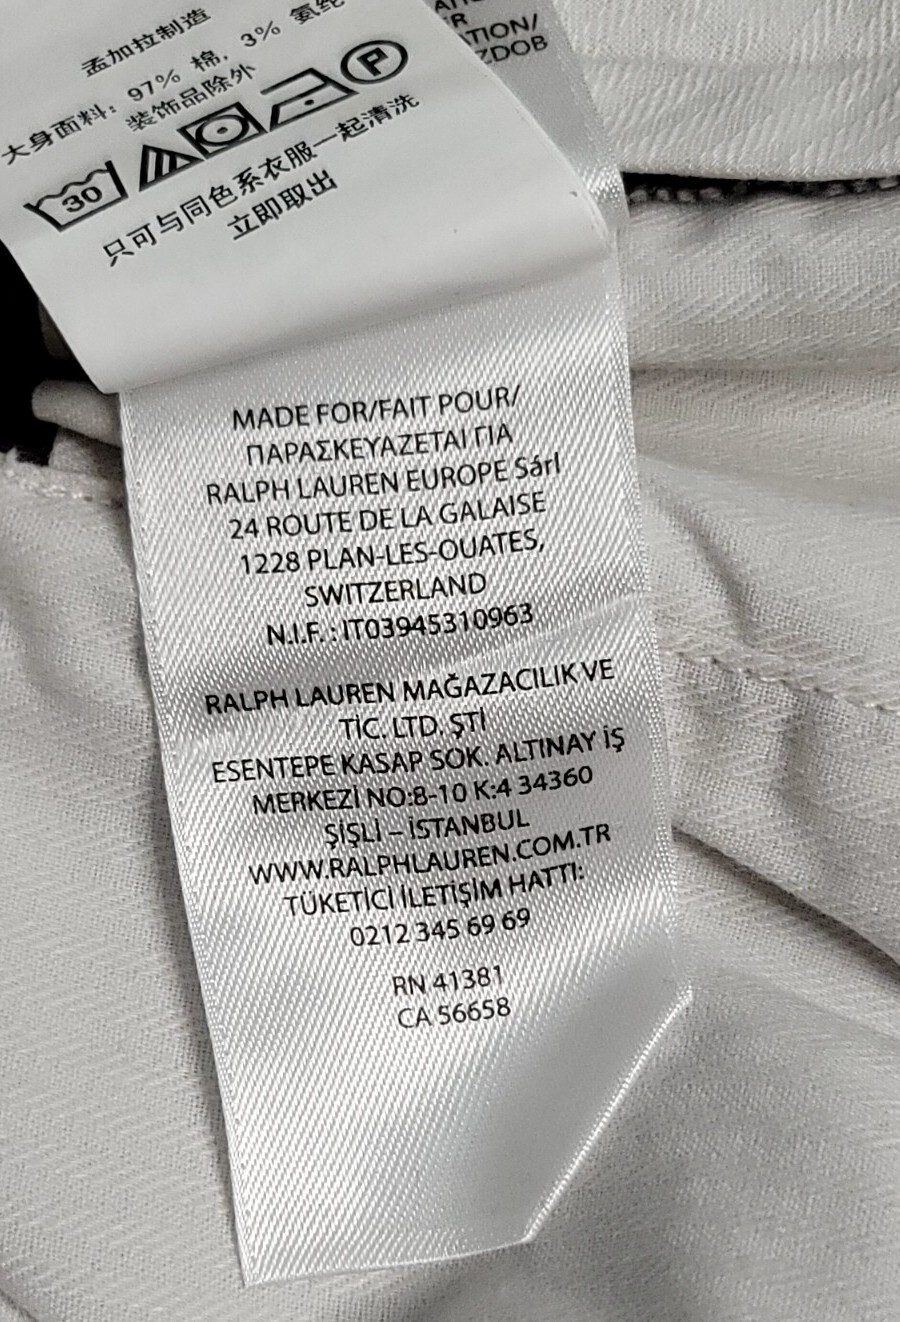 孟加拉制造
大身面料: 97% 棉, 3% 氨纶
装饰品除外
30
P
只可与同色系衣服一起清洗
立即取出
TION/
ZDOB
MADE FOR/FAIT POUR/
ΠΑΡΑΣΚΕΥΑΖΕΤΑΙ ΓΙΑ
RALPH LAUREN EUROPE Sárl
24 ROUTE DE LA GALAISE
1228 PLAN-LES-OUATES,
SWITZERLAND
N.I.F. : IT03945310963
RALPH LAUREN MAĞAZACILIK VE
TİC. LTD. ŞTİ
ESENTEPE KASAP SOK. ALTINAY İŞ
MERKEZİ NO:8-10 K:4 34360
ŞİŞLİ – İSTANBUL
WWW.RALPHLAUREN.COM.TR
TÜKETİCİ İLETİŞİM HATTI:
0212 345 69 69
RN 41381
CA 56658